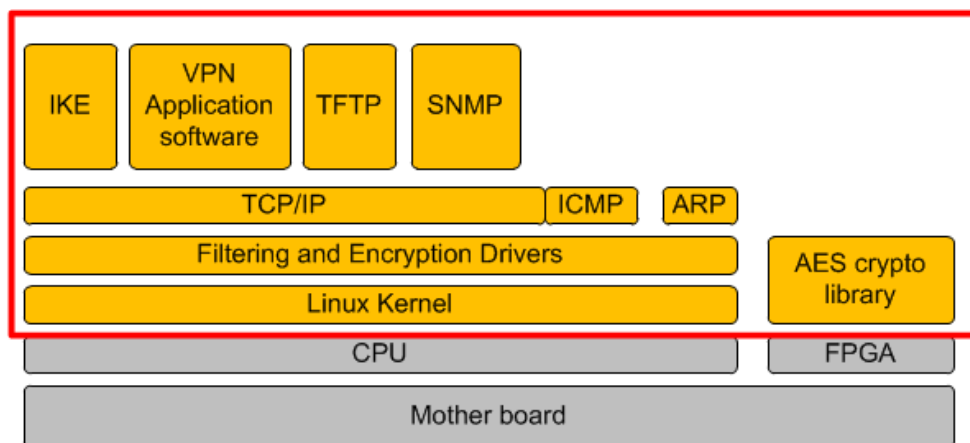 IKE
VPN
Application
software
TFTP
SNMP
TCP/IP
ICMP
ARP
Filtering and Encryption Drivers
AES crypto
library
Linux Kernel
CPU
FPGA
Mother board